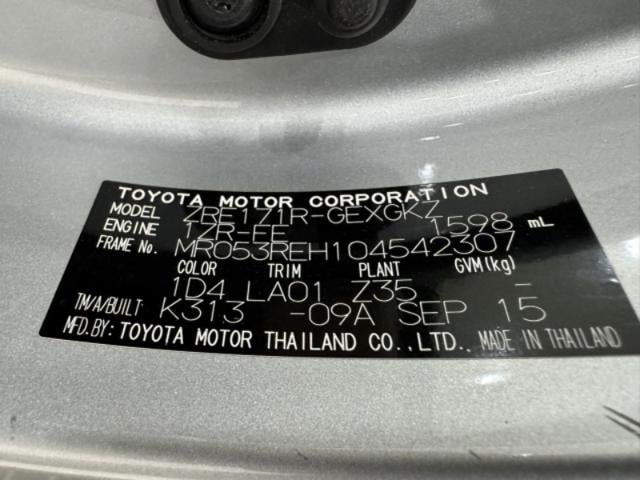 TOYOTA MOTOR CORPORATION
MODEL ZRE171R-GEXGKZ
ENGINE 1ZR-FE 1598 mL
FRAME No. MR053REH104542307
COLOR TRIM PLANT GVM(kg)
1D4 LA01 Z35 -
TM/A/BUILT: K313 -09A SEP 15
MFD.BY: TOYOTA MOTOR THAILAND CO.,LTD., MADE IN THAILAND